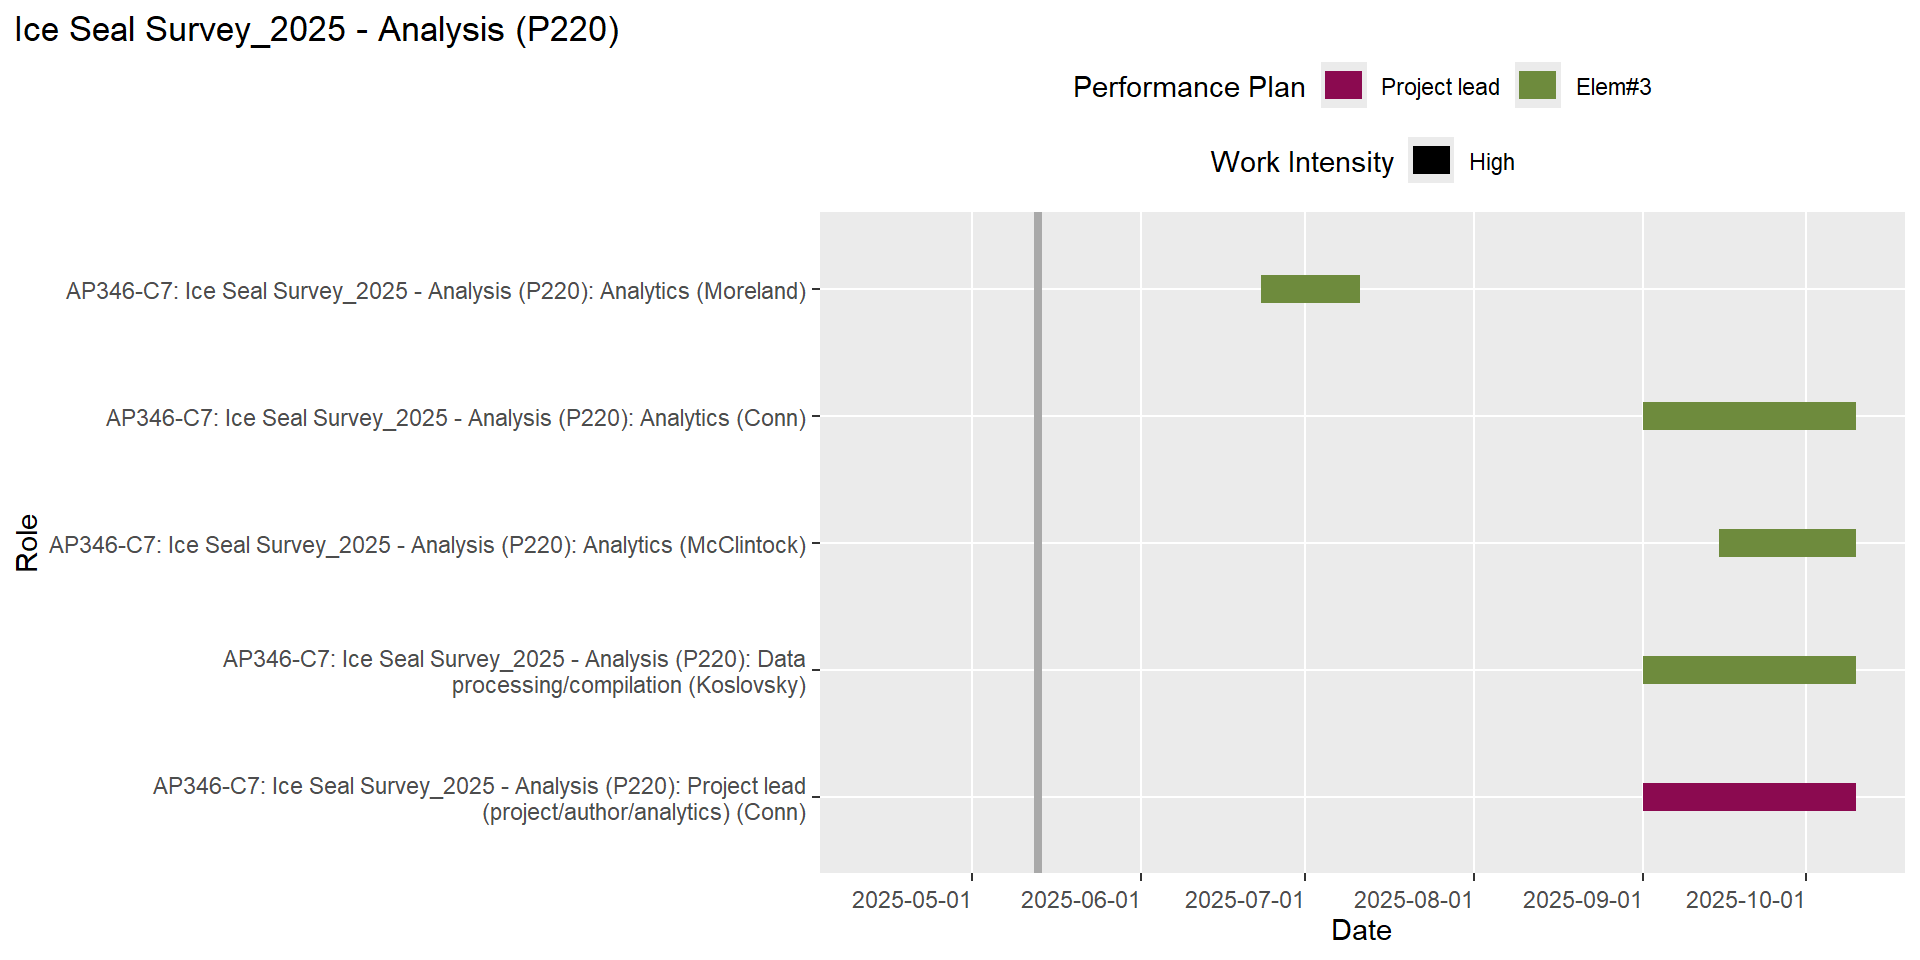 Ice Seal Survey_2025 - Analysis (P220)
Performance Plan Project lead Elem#3
Work Intensity High
AP346-C7: Ice Seal Survey_2025 - Analysis (P220): Analytics (Moreland)
AP346-C7: Ice Seal Survey_2025 - Analysis (P220): Analytics (Conn)
AP346-C7: Ice Seal Survey_2025 - Analysis (P220): Analytics (McClintock)
AP346-C7: Ice Seal Survey_2025 - Analysis (P220): Data
processing/compilation (Koslovsky)
AP346-C7: Ice Seal Survey_2025 - Analysis (P220): Project lead
(project/author/analytics) (Conn)
Role
2025-05-01 2025-06-01 2025-07-01 2025-08-01 2025-09-01 2025-10-01
Date